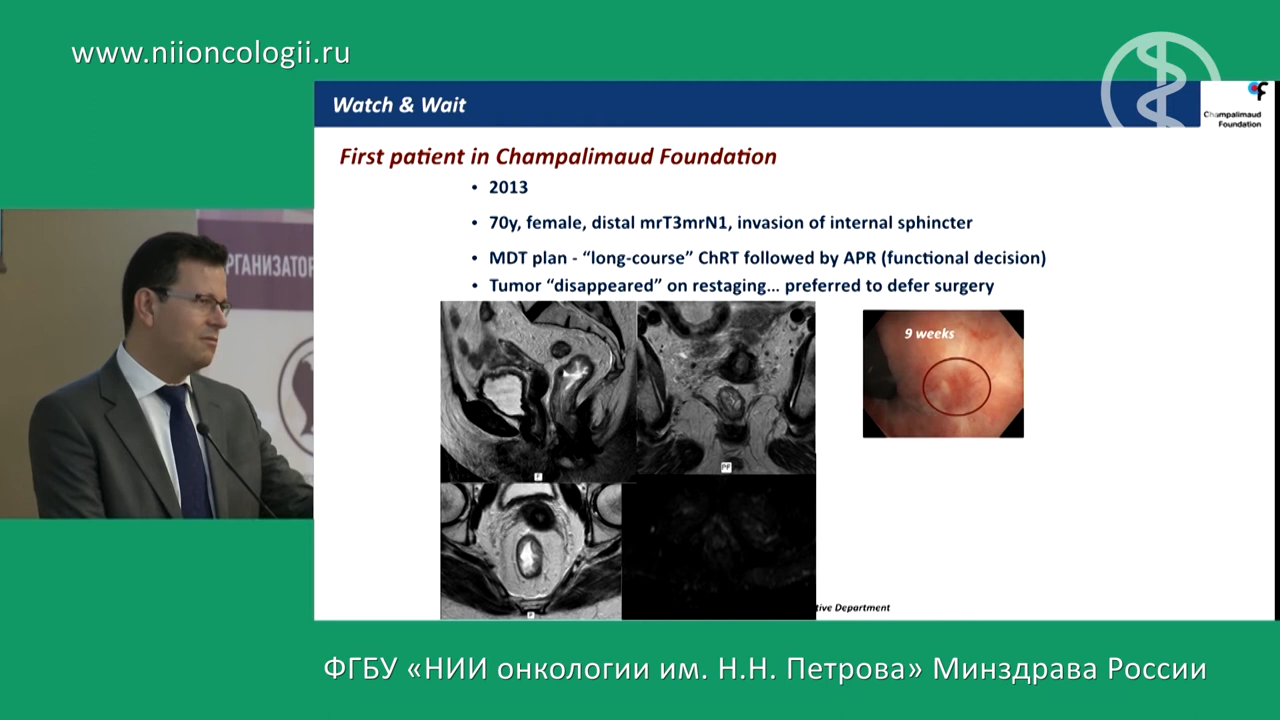 www.niioncologii.ru
Watch & Wait
Champalimaud
Foundation
First patient in Champalimaud Foundation
• 2013
• 70y, female, distal mrT3mrN1, invasion of internal sphincter
• MDT plan - “long-course” ChRT followed by APR (functional decision)
• Tumor “disappeared” on restaging... preferred to defer surgery
9 weeks
Department
ФГБУ «НИИ онкологии им. Н.Н. Петрова» Минздрава России